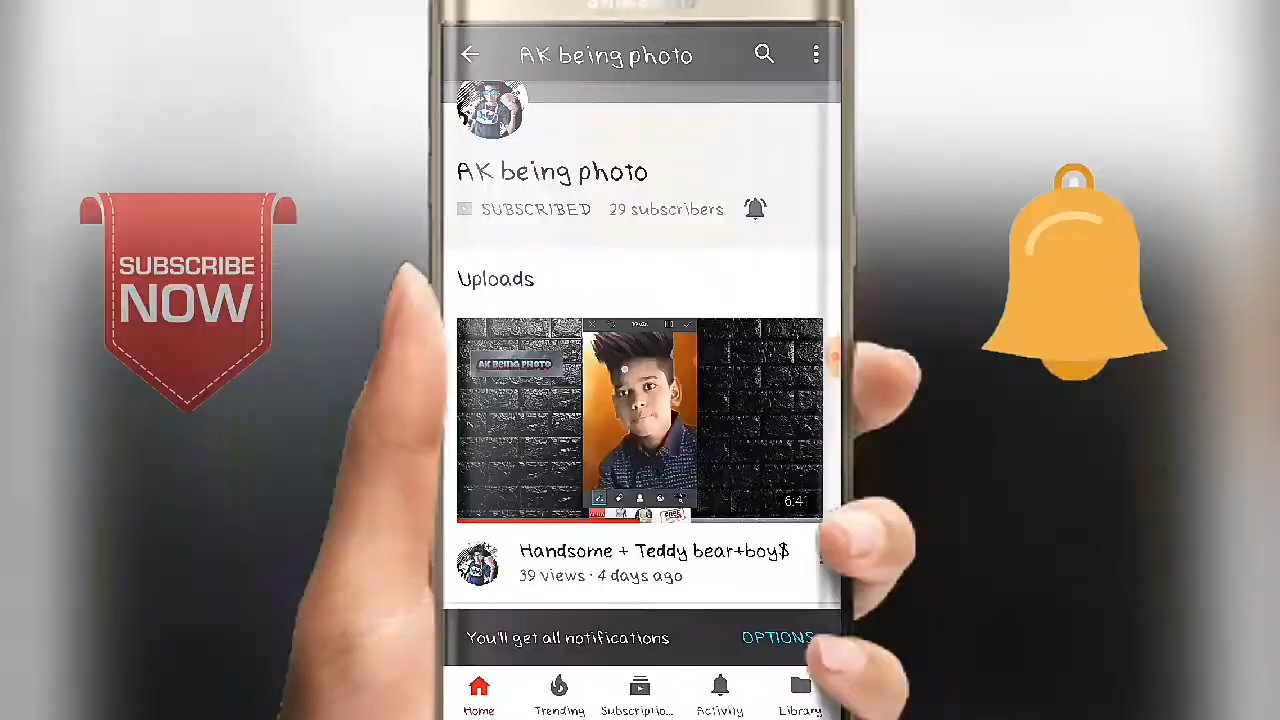 AK being photo
AK being photo
SUBSCRIBED 29 subscribers
SUBSCRIBE
NOW
Uploads
AK BEING PHOTO
6:41
Handsome + Teddy bear+boy$
39 views · 4 days ago
You'll get all notifications OPTIONS
Home Trending Subscriptio... Activity Library